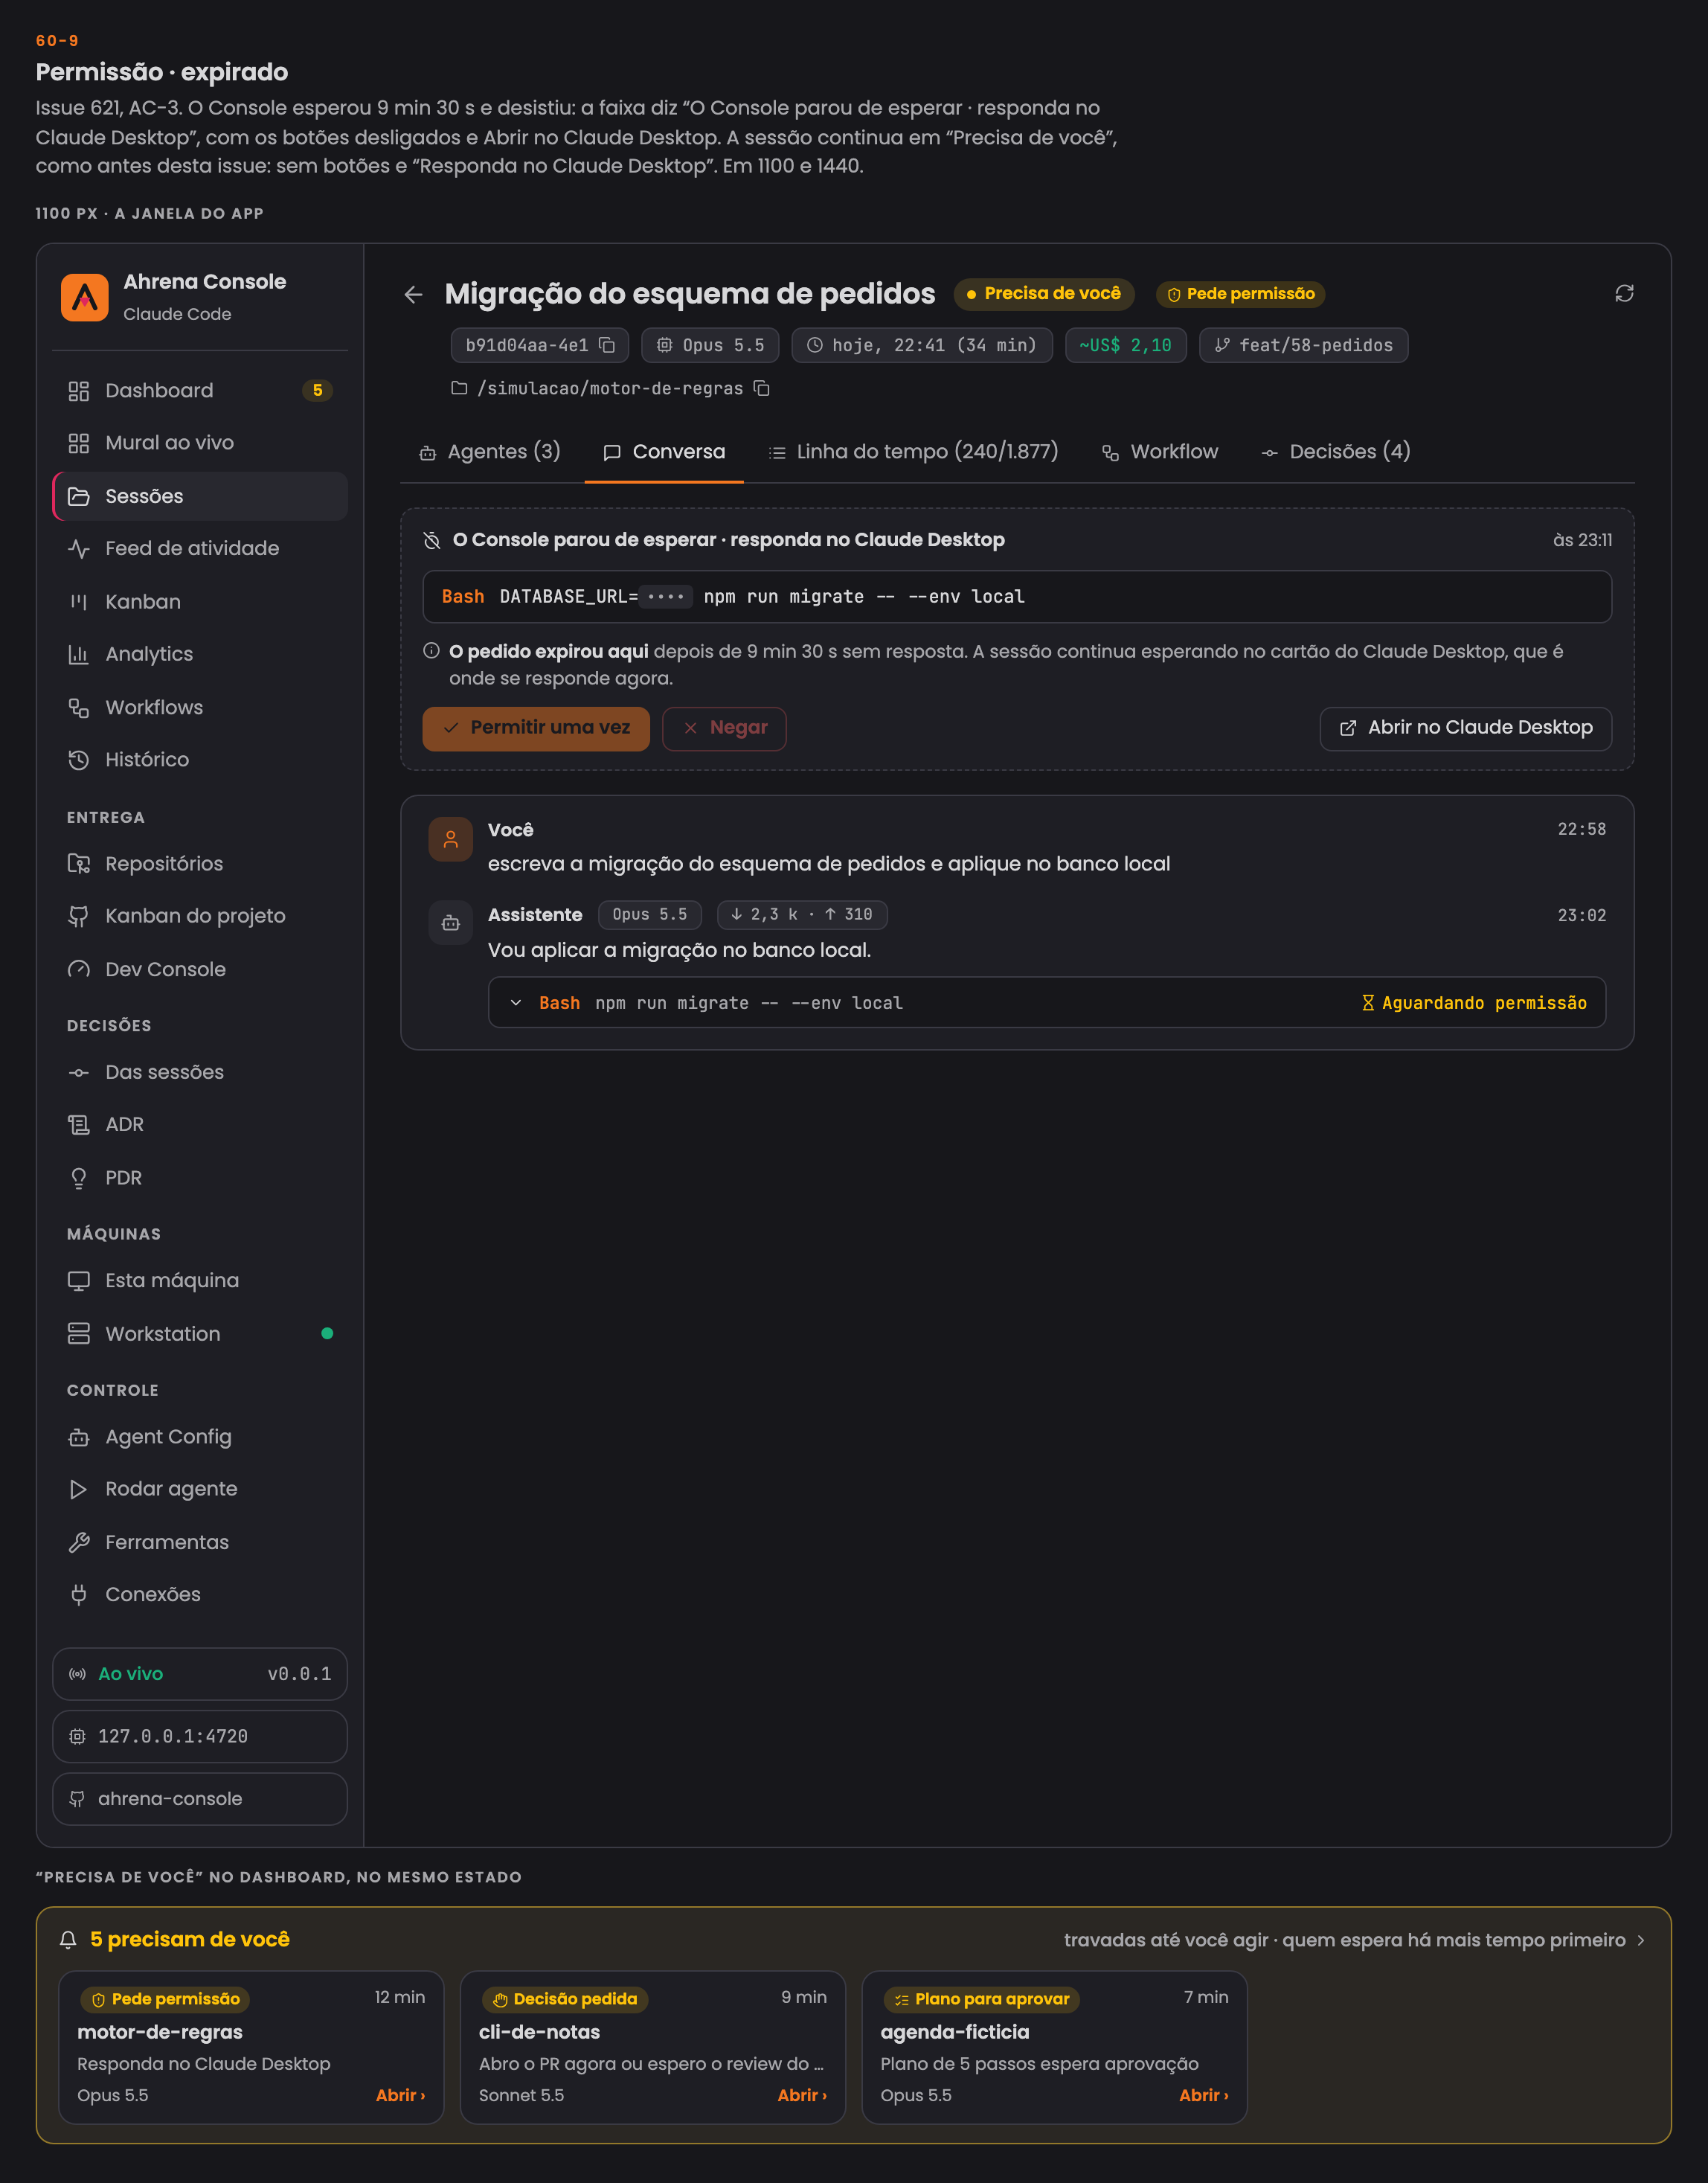 60-9
Permissão · expirado
Issue 621, AC-3. O Console esperou 9 min 30 s e desistiu: a faixa diz “O Console parou de esperar · responda no
Claude Desktop”, com os botões desligados e Abrir no Claude Desktop. A sessão continua em “Precisa de você”,
como antes desta issue: sem botões e “Responda no Claude Desktop”. Em 1100 e 1440.
1100 PX · A JANELA DO APP
Ahrena Console
Claude Code
Dashboard 5
Mural ao vivo
Sessões
Feed de atividade
Kanban
Analytics
Workflows
Histórico
ENTREGA
Repositórios
Kanban do projeto
Dev Console
DECISÕES
Das sessões
ADR
PDR
MÁQUINAS
Esta máquina
Workstation
CONTROLE
Agent Config
Rodar agente
Ferramentas
Conexões
Ao vivo v0.0.1
127.0.0.1:4720
ahrena-console
Migração do esquema de pedidos Precisa de você Pede permissão
b91d04aa-4e1 Opus 5.5 hoje, 22:41 (34 min) ~US$ 2,10 feat/58-pedidos
/simulacao/motor-de-regras
Agentes (3) Conversa Linha do tempo (240/1.877) Workflow Decisões (4)
O Console parou de esperar · responda no Claude Desktop às 23:11
Bash DATABASE_URL=•••• npm run migrate -- --env local
O pedido expirou aqui depois de 9 min 30 s sem resposta. A sessão continua esperando no cartão do Claude Desktop, que é
onde se responde agora.
Permitir uma vez Negar Abrir no Claude Desktop
Você 22:58
escreva a migração do esquema de pedidos e aplique no banco local
Assistente Opus 5.5 ↓ 2,3 k · ↑ 310 23:02
Vou aplicar a migração no banco local.
Bash npm run migrate -- --env local Aguardando permissão
“PRECISA DE VOCÊ” NO DASHBOARD, NO MESMO ESTADO
5 precisam de você travadas até você agir · quem espera há mais tempo primeiro ›
Pede permissão 12 min
motor-de-regras
Responda no Claude Desktop
Opus 5.5 Abrir ›
Decisão pedida 9 min
cli-de-notas
Abro o PR agora ou espero o review do …
Sonnet 5.5 Abrir ›
Plano para aprovar 7 min
agenda-ficticia
Plano de 5 passos espera aprovação
Opus 5.5 Abrir ›